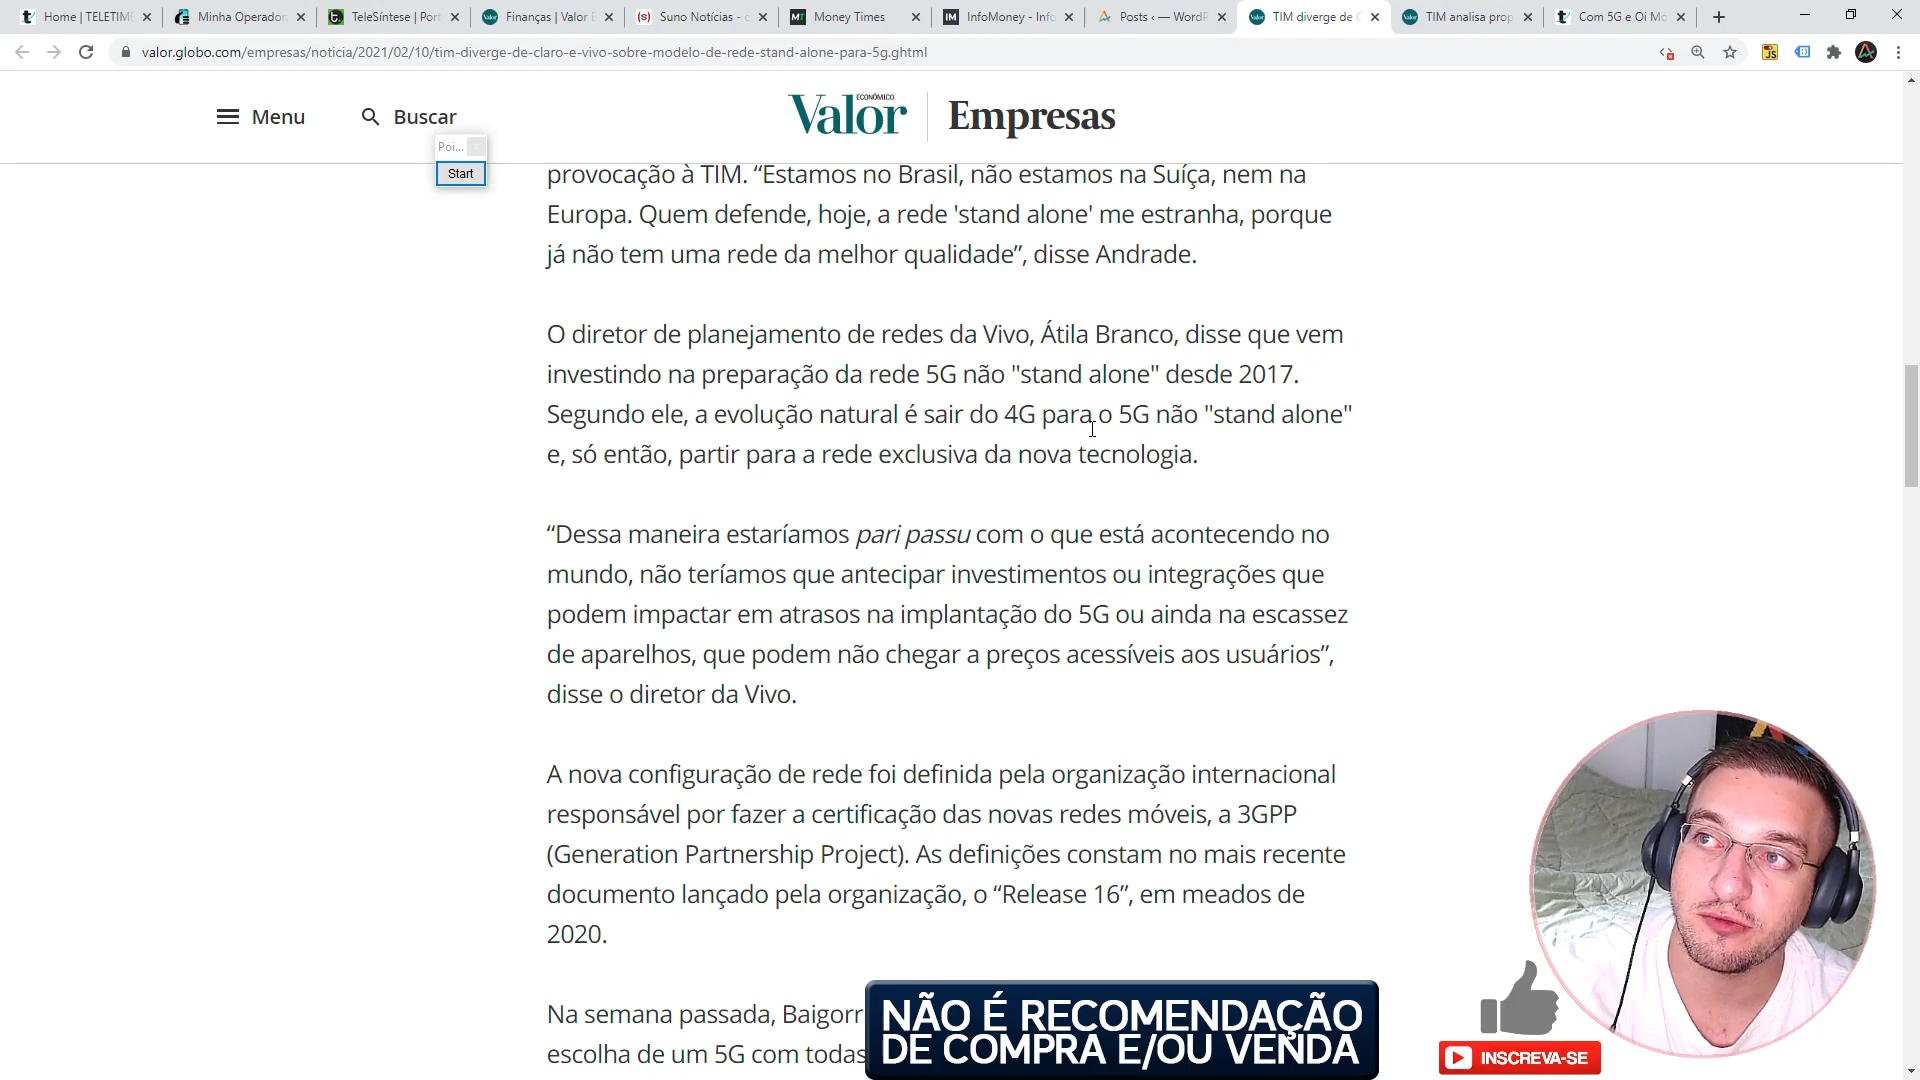 Home | TELETIM
Minha Operador
TeleSíntese | Port
Finanças | Valor E
Suno Notícias - c
Money Times
InfoMoney - Info
Posts ‹ — WordP
TIM diverge de C
TIM analisa prop
Com 5G e Oi Mó
valor.globo.com/empresas/noticia/2021/02/10/tim-diverge-de-claro-e-vivo-sobre-modelo-de-rede-stand-alone-para-5g.ghtml
Menu
Buscar
Valor ECONÔMICO
Empresas
Poi...
Start
provocação à TIM. “Estamos no Brasil, não estamos na Suíça, nem na
Europa. Quem defende, hoje, a rede 'stand alone' me estranha, porque
já não tem uma rede da melhor qualidade”, disse Andrade.
O diretor de planejamento de redes da Vivo, Átila Branco, disse que vem
investindo na preparação da rede 5G não "stand alone" desde 2017.
Segundo ele, a evolução natural é sair do 4G para o 5G não "stand alone"
e, só então, partir para a rede exclusiva da nova tecnologia.
“Dessa maneira estaríamos pari passu com o que está acontecendo no
mundo, não teríamos que antecipar investimentos ou integrações que
podem impactar em atrasos na implantação do 5G ou ainda na escassez
de aparelhos, que podem não chegar a preços acessíveis aos usuários”,
disse o diretor da Vivo.
A nova configuração de rede foi definida pela organização internacional
responsável por fazer a certificação das novas redes móveis, a 3GPP
(Generation Partnership Project). As definições constam no mais recente
documento lançado pela organização, o “Release 16”, em meados de
2020.
Na semana passada, Baigorr
escolha de um 5G com todas
NÃO É RECOMENDAÇÃO
DE COMPRA E/OU VENDA
INSCREVA-SE